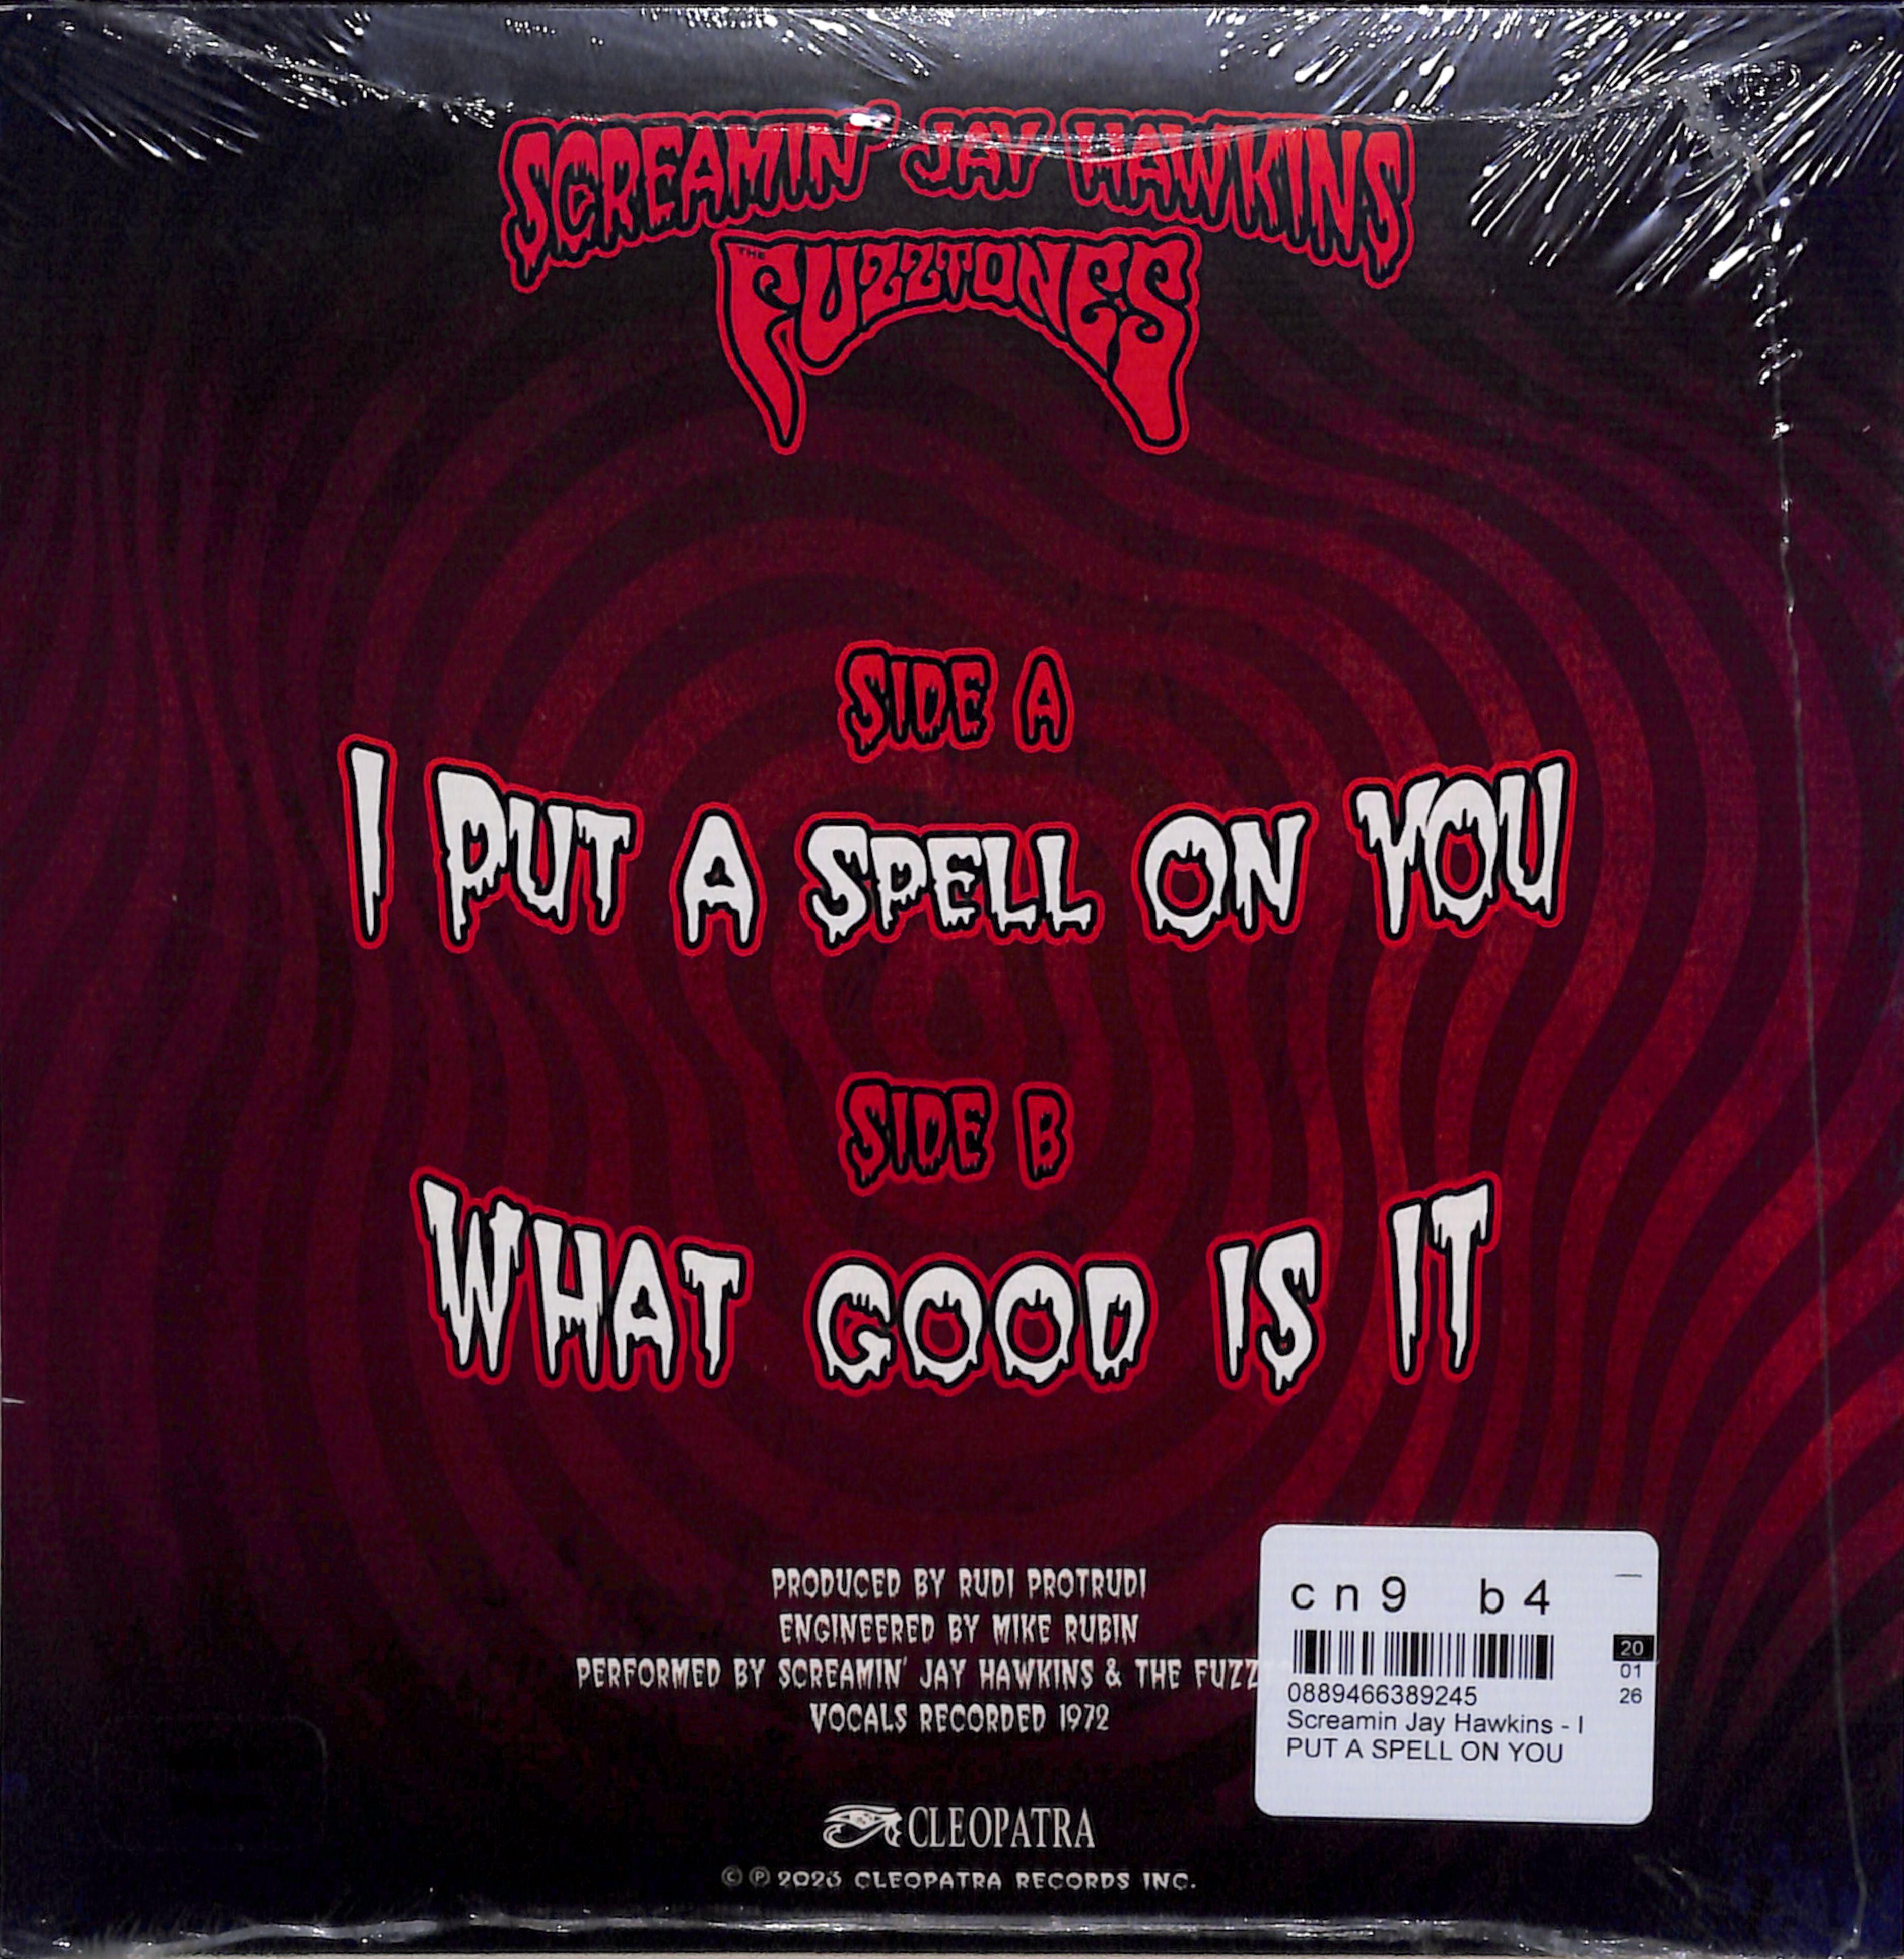 SCREAMIN' JAY HAWKINS
THE FUZZTONES
SIDE A
I PUT A SPELL ON YOU
SIDE B
WHAT GOOD IS IT
PRODUCED BY RUDI PROTRUDI
ENGINEERED BY MIKE RUBIN
PERFORMED BY SCREAMIN' JAY HAWKINS & THE FUZZ
VOCALS RECORDED 1972
CLEOPATRA
© ℗ 2023 CLEOPATRA RECORDS INC.
cn9 b4
20
01
26
0889466389245
Screamin Jay Hawkins - I
PUT A SPELL ON YOU